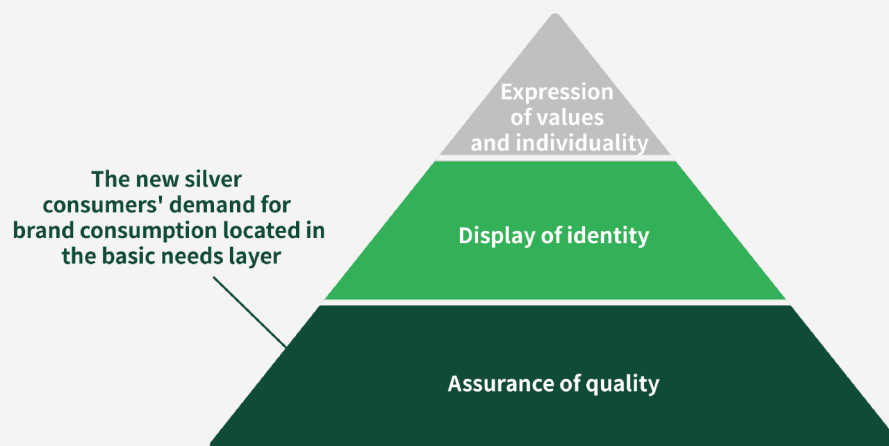 Expression
of values
and individuality
The new silver
consumers' demand for
brand consumption located in
the basic needs layer
Display of identity
Assurance of quality